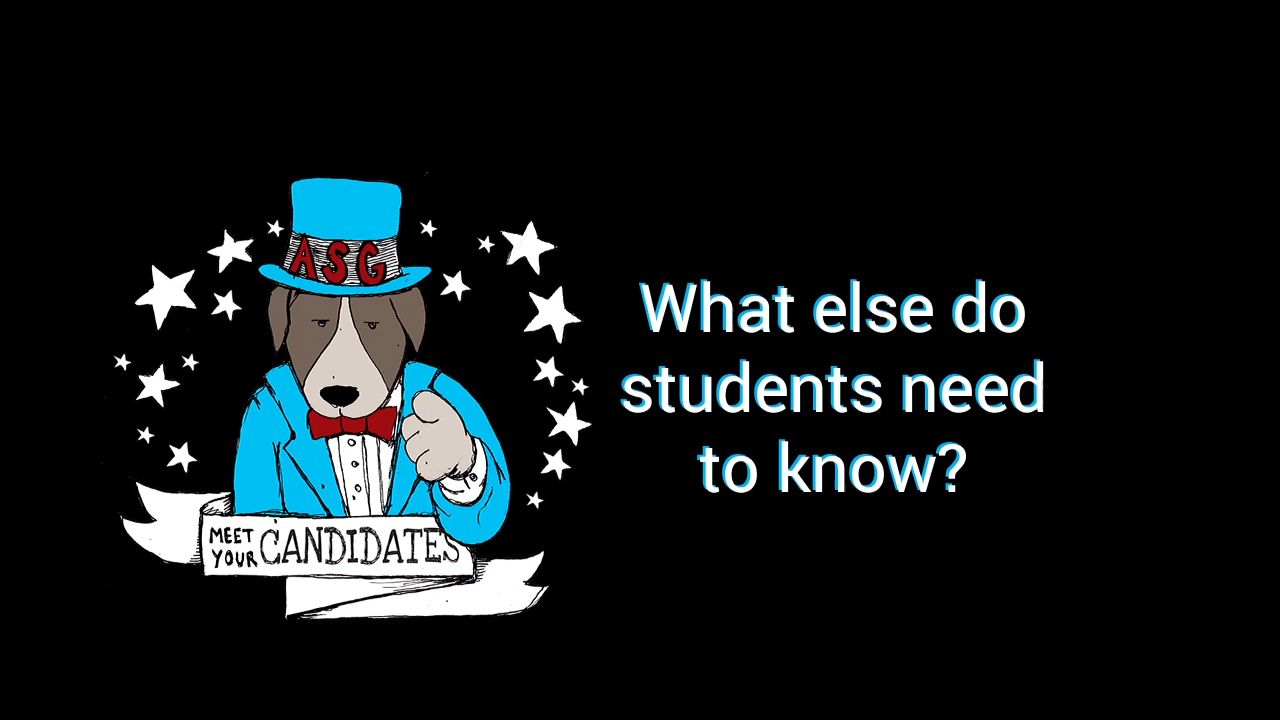 ASG
MEET
YOUR CANDIDATES
What else do
students need
to know?